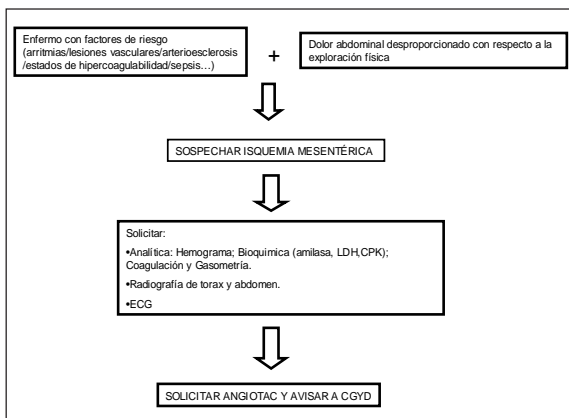 Enfermo con factores de riesgo
(arritmias/lesiones vasculares/arterioesclerosis
/estados de hipercoagulabilidad/sepsis...)
+
Dolor abdominal desproporcionado con respecto a la
exploración física
SOSPECHAR ISQUEMIA MESENTÉRICA
Solicitar:
•Analítica: Hemograma; Bioquimica (amilasa, LDH,CPK);
Coagulación y Gasometría.
•Radiografía de torax y abdomen.
•ECG
SOLICITAR ANGIOTAC Y AVISAR A CGYD